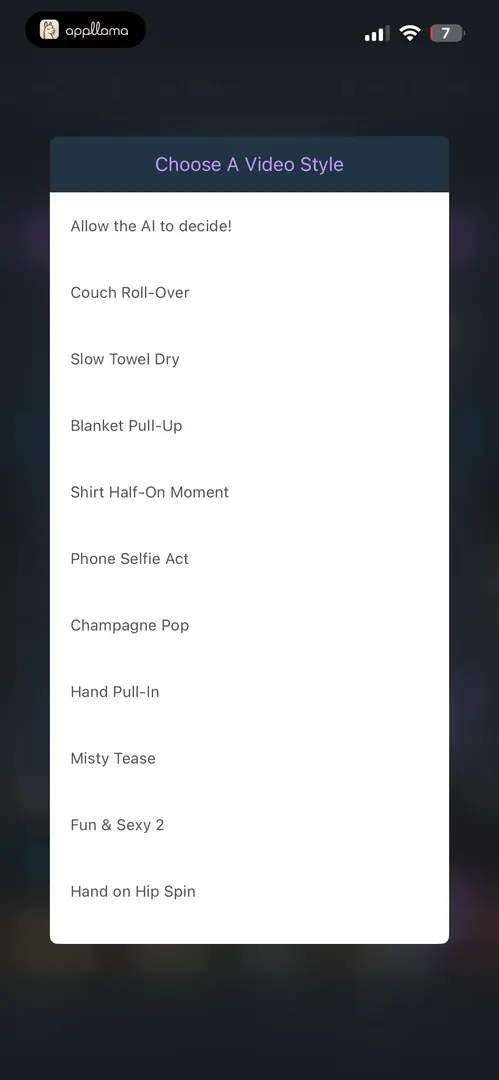 appllama
7
Choose A Video Style
Allow the AI to decide!
Couch Roll-Over
Slow Towel Dry
Blanket Pull-Up
Shirt Half-On Moment
Phone Selfie Act
Champagne Pop
Hand Pull-In
Misty Tease
Fun & Sexy 2
Hand on Hip Spin